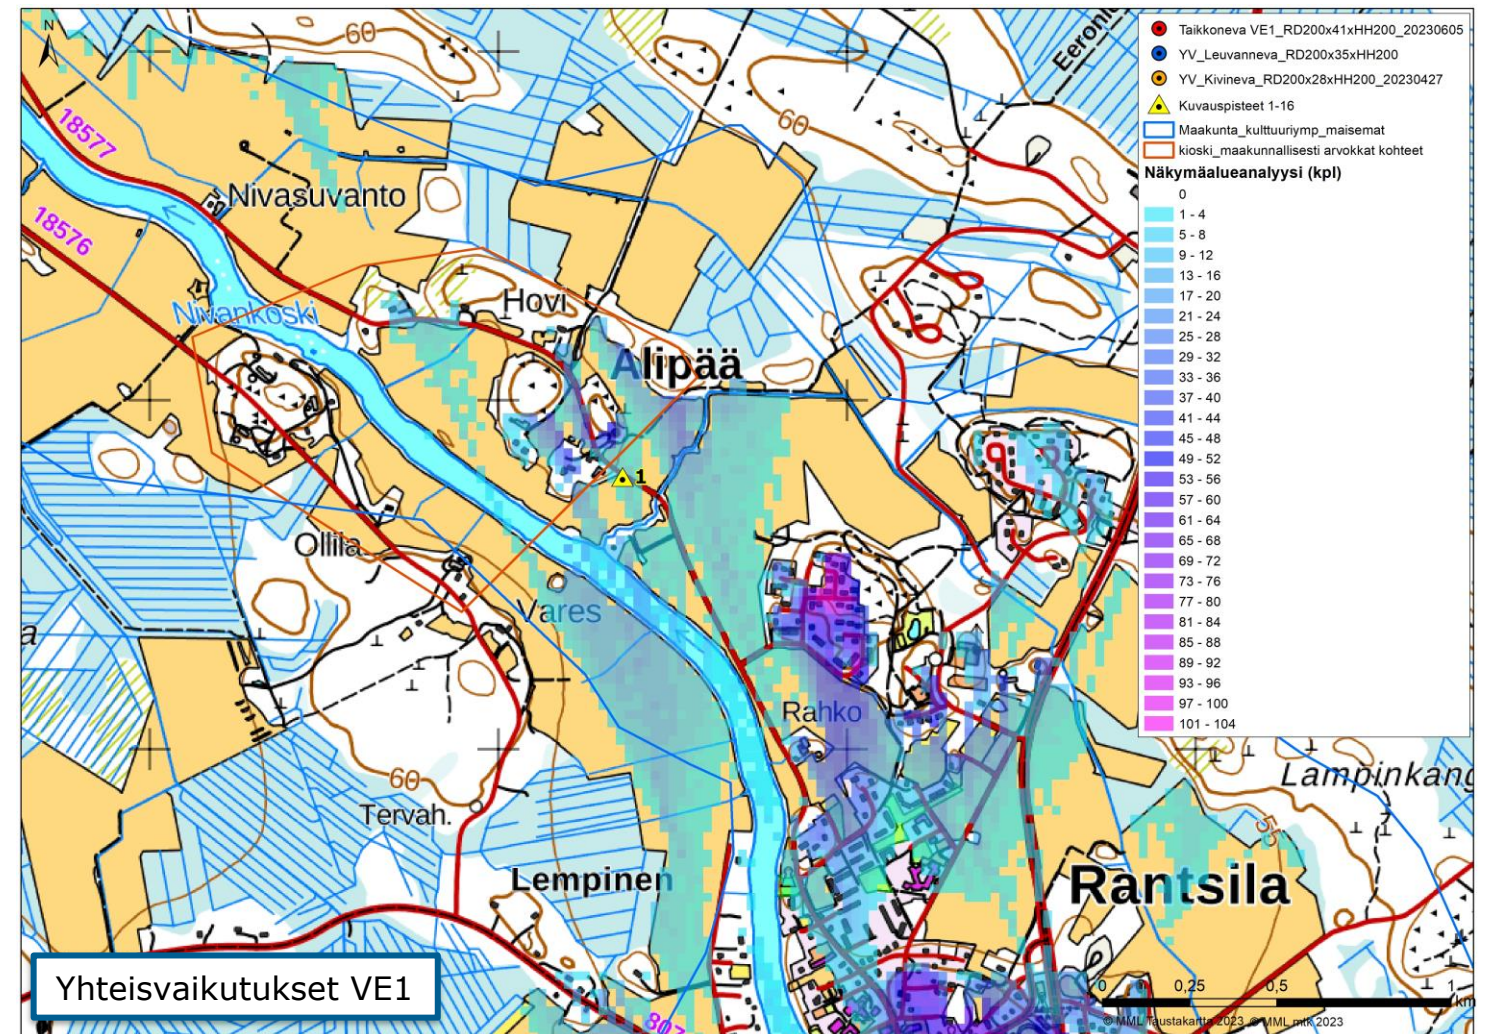 N
60
Eeronk
18577
60
Nivasuvanto
18576
Nivankoski
Hovi
Alipää
1
Ollila
Vares
a
Rahko
60
Tervah.
Lampinkang
55
Lempinen
Rantsila
807
Taikkoneva VE1_RD200x41xHH200_20230605
YV_Leuvanneva_RD200x35xHH200
YV_Kivineva_RD200x28xHH200_20230427
Kuvauspisteet 1-16
Maakunta_kulttuuriymp_maisemat
kioski_maakunnallisesti arvokkat kohteet
Näkymäalueanalyysi (kpl)
0
1 - 4
5 - 8
9 - 12
13 - 16
17 - 20
21 - 24
25 - 28
29 - 32
33 - 36
37 - 40
41 - 44
45 - 48
49 - 52
53 - 56
57 - 60
61 - 64
65 - 68
69 - 72
73 - 76
77 - 80
81 - 84
85 - 88
89 - 92
93 - 96
97 - 100
101 - 104
Yhteisvaikutukset VE1
0 0,25 0,5 1
km
© MML Taustakartta 2023 © MML mtk 2023